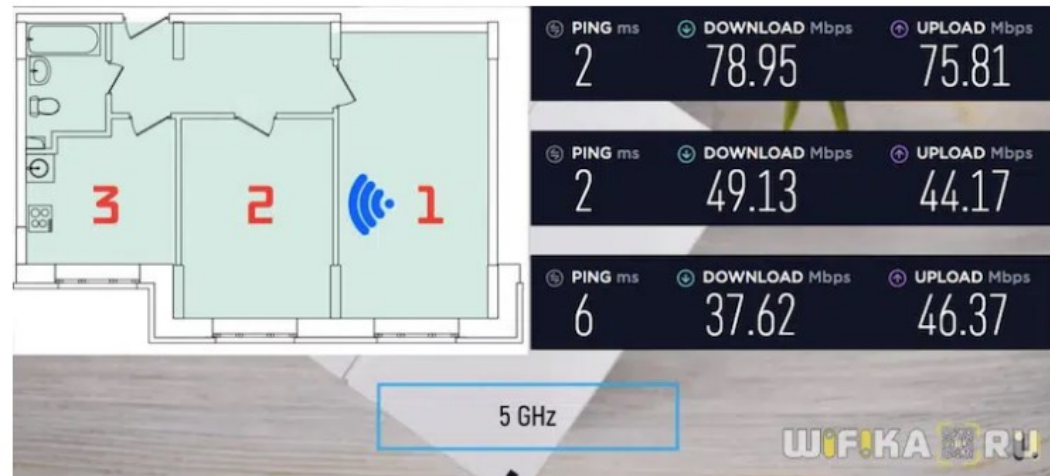 PING ms DOWNLOAD Mbps UPLOAD Mbps
2 78.95 75.81
PING ms DOWNLOAD Mbps UPLOAD Mbps
2 49.13 44.17
PING ms DOWNLOAD Mbps UPLOAD Mbps
6 37.62 46.37
3 2 1
5 GHz
WiFiKA RU